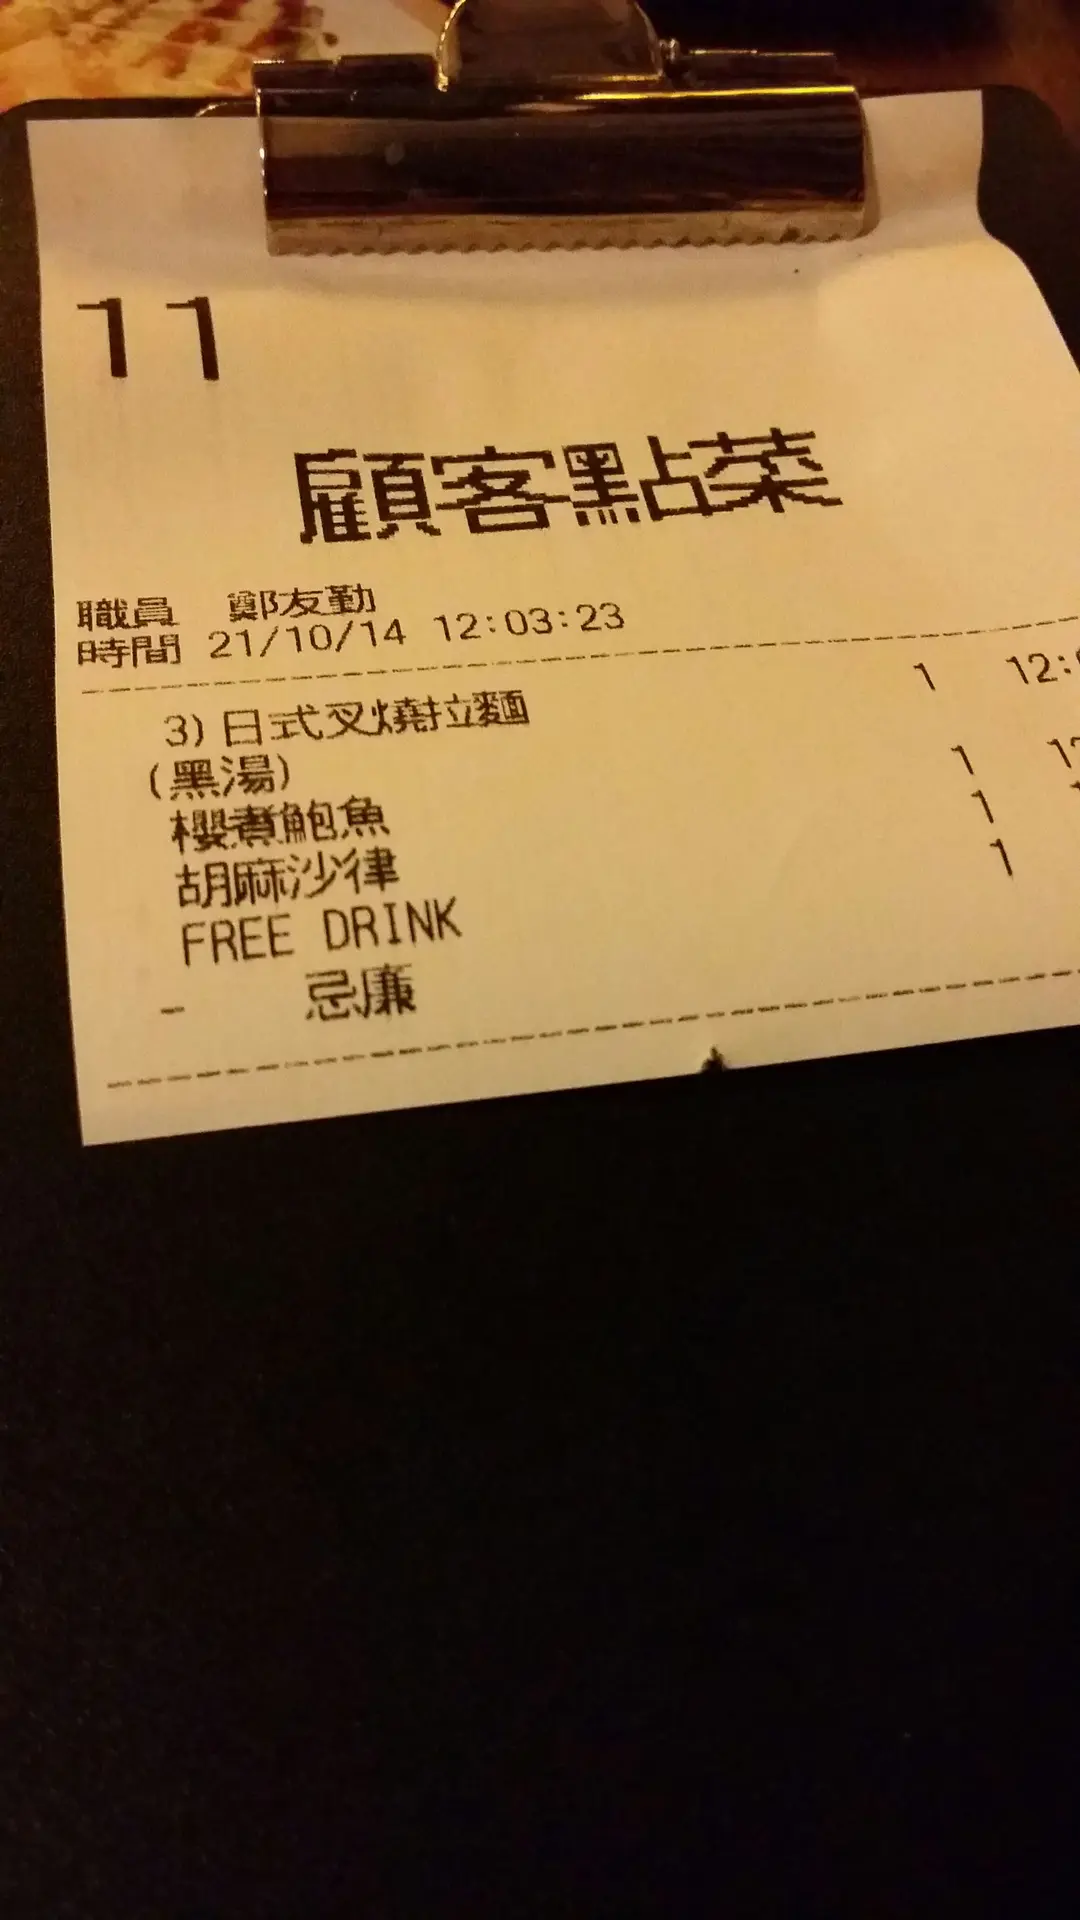 11
顧客點菜
職員 鄭友勤
時間 21/10/14 12:03:23
3) 日式叉燒拉麵 1 12:
(黑湯)
櫻煮鮑魚 1
胡麻沙律 1
FREE DRINK 1
- 忌廉